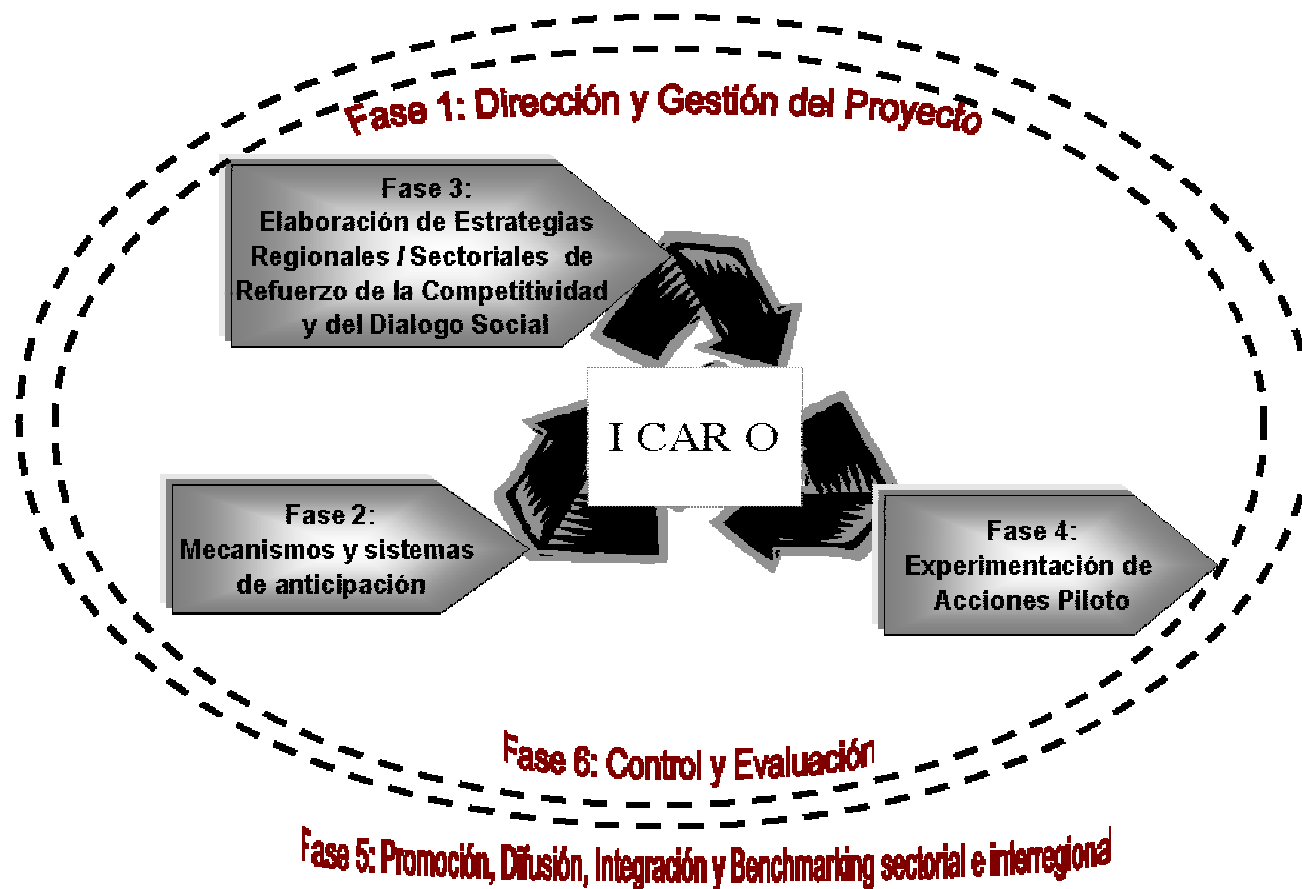 Fase 1: Dirección y Gestión del Proyecto
Fase 3:
Elaboración de Estrategias
Regionales / Sectoriales de
Refuerzo de la Competitividad
y del Dialogo Social
I CAR O
Fase 2:
Mecanismos y sistemas
de anticipación
Fase 4:
Experimentación de
Acciones Piloto
Fase 6: Control y Evaluación
Fase 5: Promoción, Difusión, Integración y Benchmarking sectorial e interregional